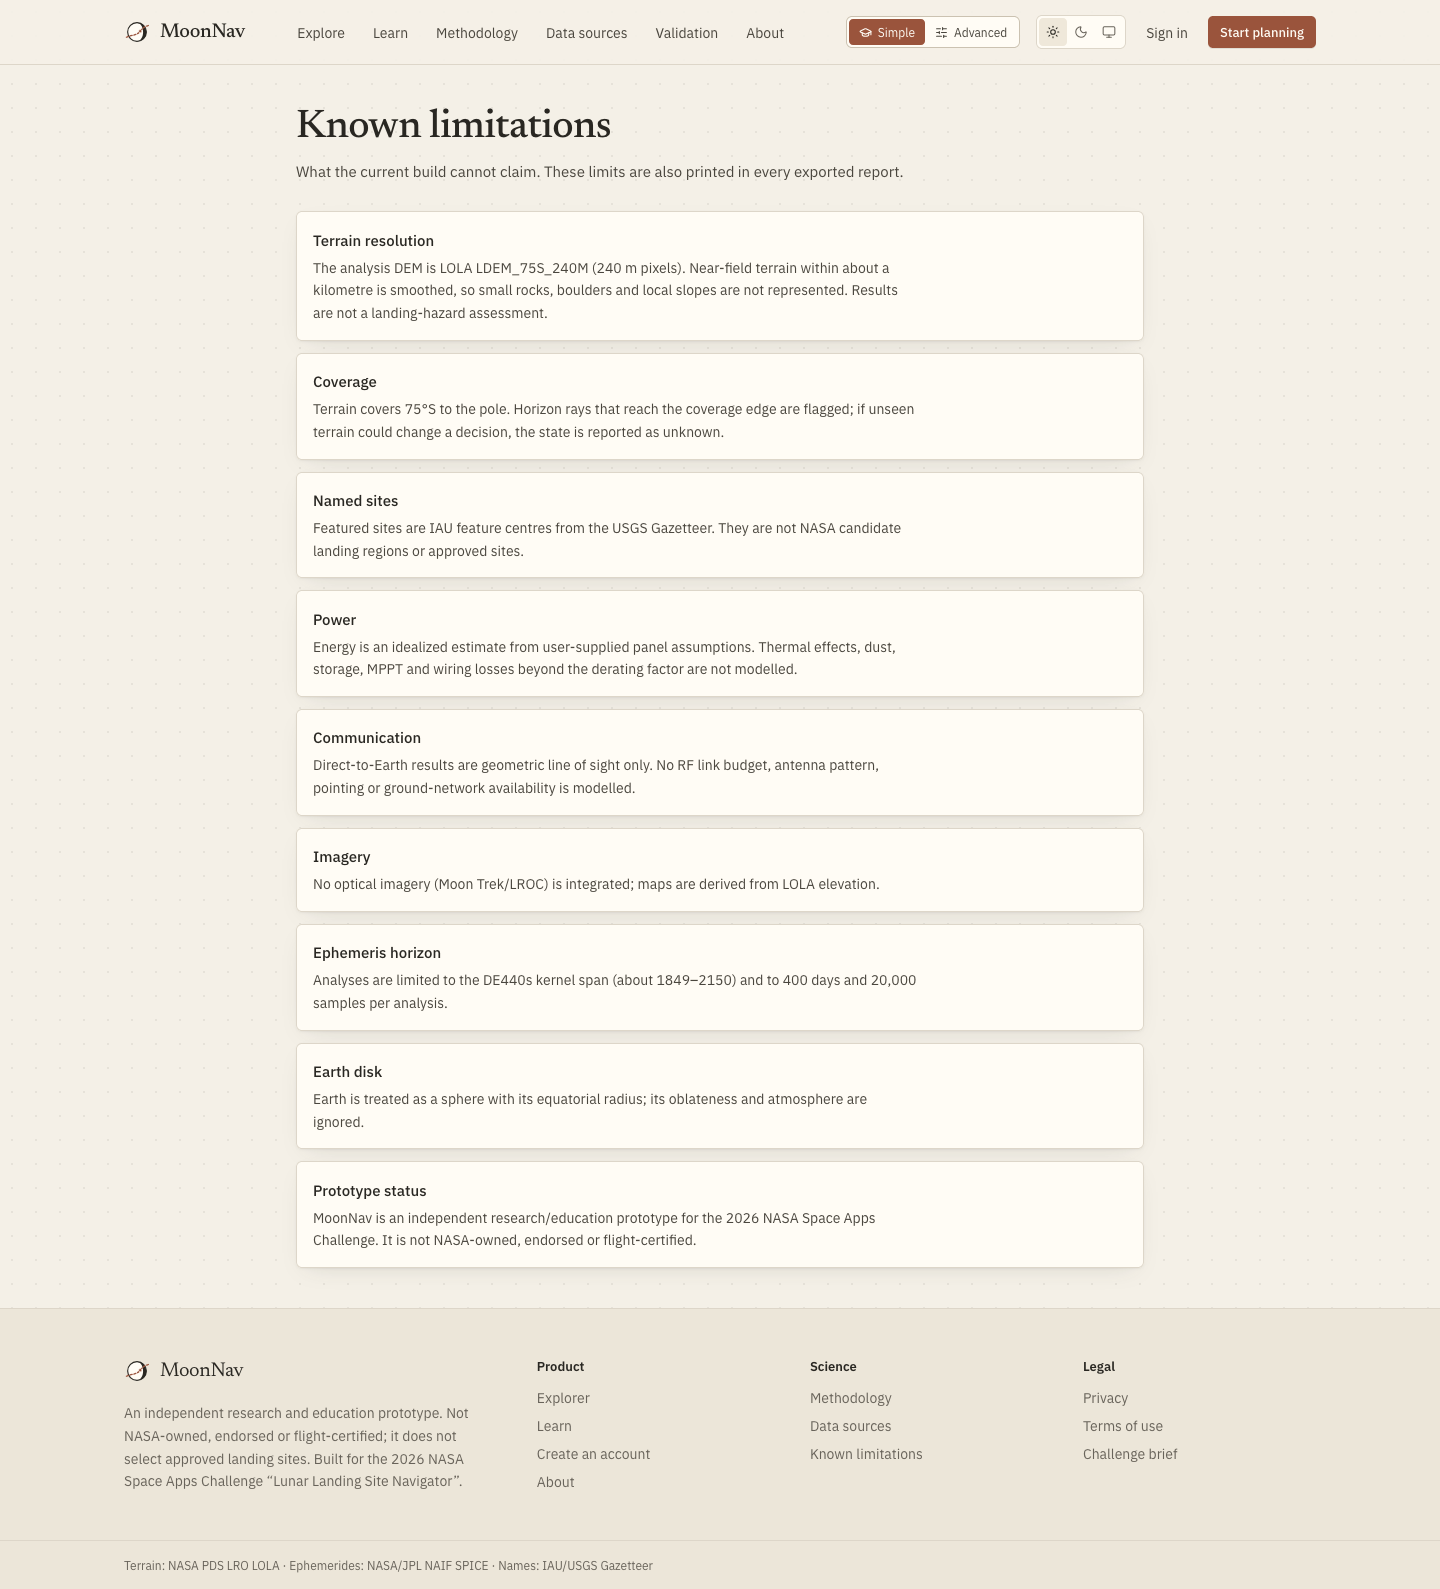 MoonNav
Explore
Learn
Methodology
Data sources
Validation
About
Simple
Advanced
Sign in
Start planning
Known limitations
What the current build cannot claim. These limits are also printed in every exported report.
Terrain resolution
The analysis DEM is LOLA LDEM_75S_240M (240 m pixels). Near-field terrain within about a
kilometre is smoothed, so small rocks, boulders and local slopes are not represented. Results
are not a landing-hazard assessment.
Coverage
Terrain covers 75°S to the pole. Horizon rays that reach the coverage edge are flagged; if unseen
terrain could change a decision, the state is reported as unknown.
Named sites
Featured sites are IAU feature centres from the USGS Gazetteer. They are not NASA candidate
landing regions or approved sites.
Power
Energy is an idealized estimate from user-supplied panel assumptions. Thermal effects, dust,
storage, MPPT and wiring losses beyond the derating factor are not modelled.
Communication
Direct-to-Earth results are geometric line of sight only. No RF link budget, antenna pattern,
pointing or ground-network availability is modelled.
Imagery
No optical imagery (Moon Trek/LROC) is integrated; maps are derived from LOLA elevation.
Ephemeris horizon
Analyses are limited to the DE440s kernel span (about 1849–2150) and to 400 days and 20,000
samples per analysis.
Earth disk
Earth is treated as a sphere with its equatorial radius; its oblateness and atmosphere are
ignored.
Prototype status
MoonNav is an independent research/education prototype for the 2026 NASA Space Apps
Challenge. It is not NASA-owned, endorsed or flight-certified.
MoonNav
An independent research and education prototype. Not
NASA-owned, endorsed or flight-certified; it does not
select approved landing sites. Built for the 2026 NASA
Space Apps Challenge “Lunar Landing Site Navigator”.
Product
Explorer
Learn
Create an account
About
Science
Methodology
Data sources
Known limitations
Legal
Privacy
Terms of use
Challenge brief
Terrain: NASA PDS LRO LOLA · Ephemerides: NASA/JPL NAIF SPICE · Names: IAU/USGS Gazetteer